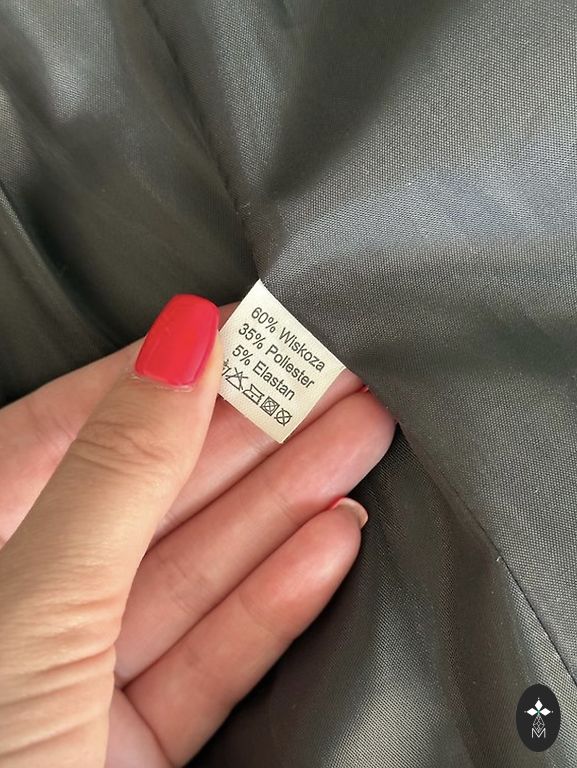 60% Wiskoza
35% Poliester
5% Elastan
M